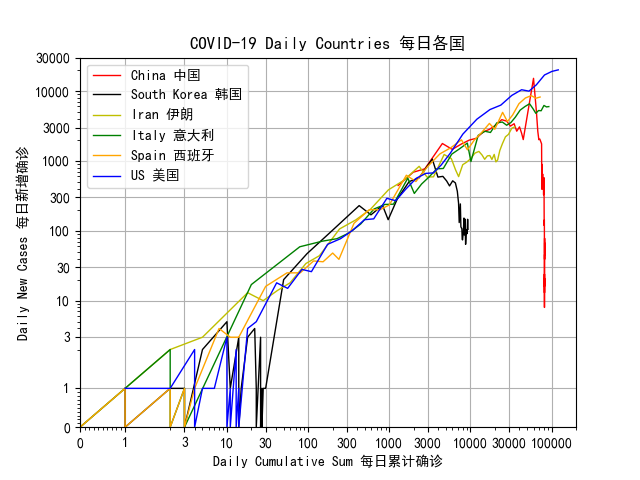 COVID-19 Daily Countries 每日各国
China 中国
South Korea 韩国
Iran 伊朗
Italy 意大利
Spain 西班牙
US 美国
Daily New Cases 每日新增确诊
30000
10000
3000
1000
300
100
30
10
3
1
0
0 1 3 10 30 100 300 1000 3000 10000 30000 100000
Daily Cumulative Sum 每日累计确诊